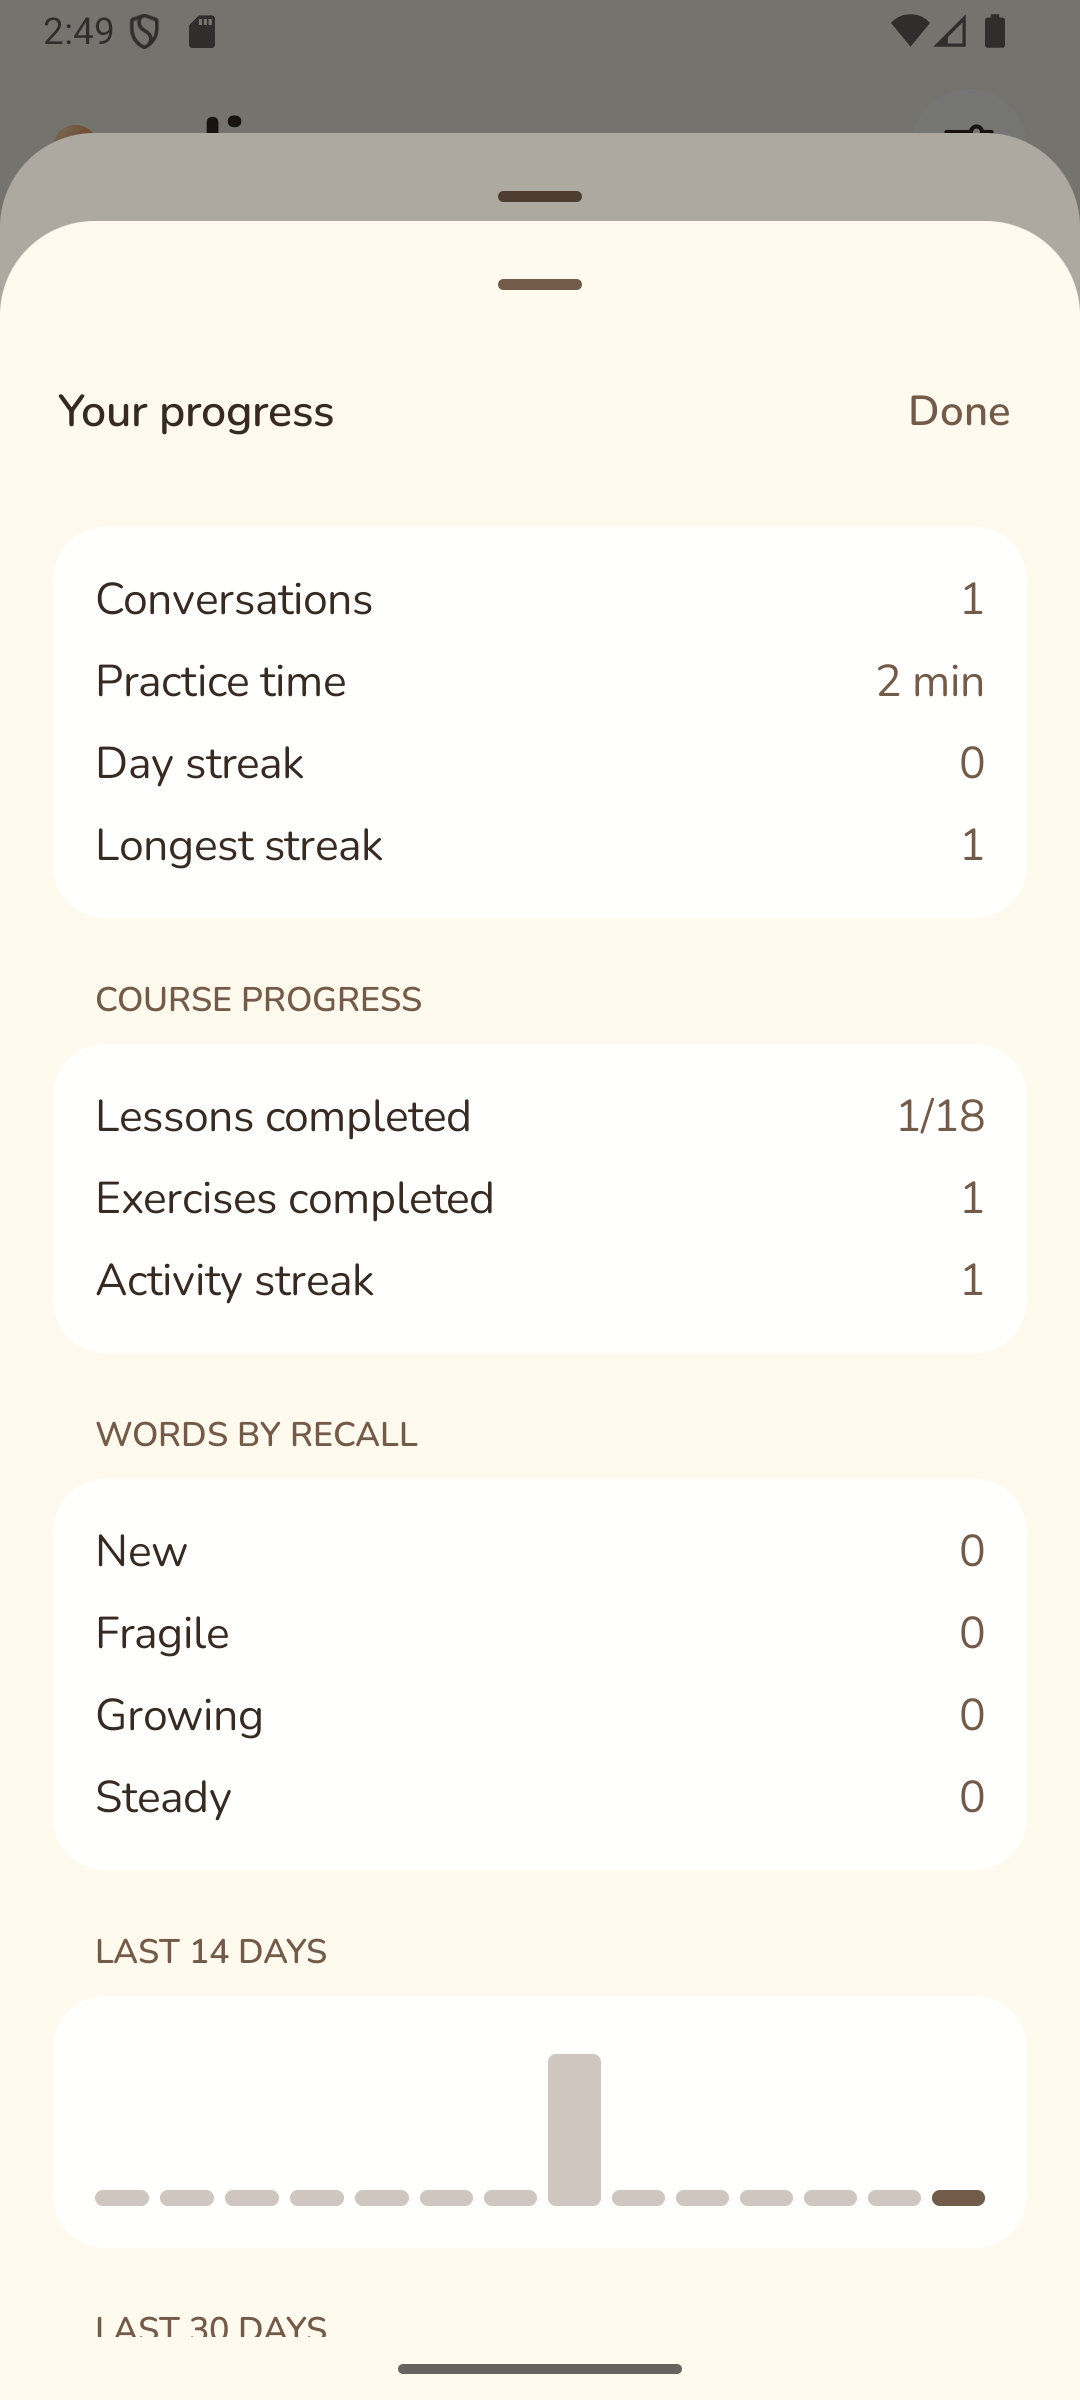 2:49
Your progress
Done
Conversations 1
Practice time 2 min
Day streak 0
Longest streak 1
COURSE PROGRESS
Lessons completed 1/18
Exercises completed 1
Activity streak 1
WORDS BY RECALL
New 0
Fragile 0
Growing 0
Steady 0
LAST 14 DAYS
LAST 30 DAYS